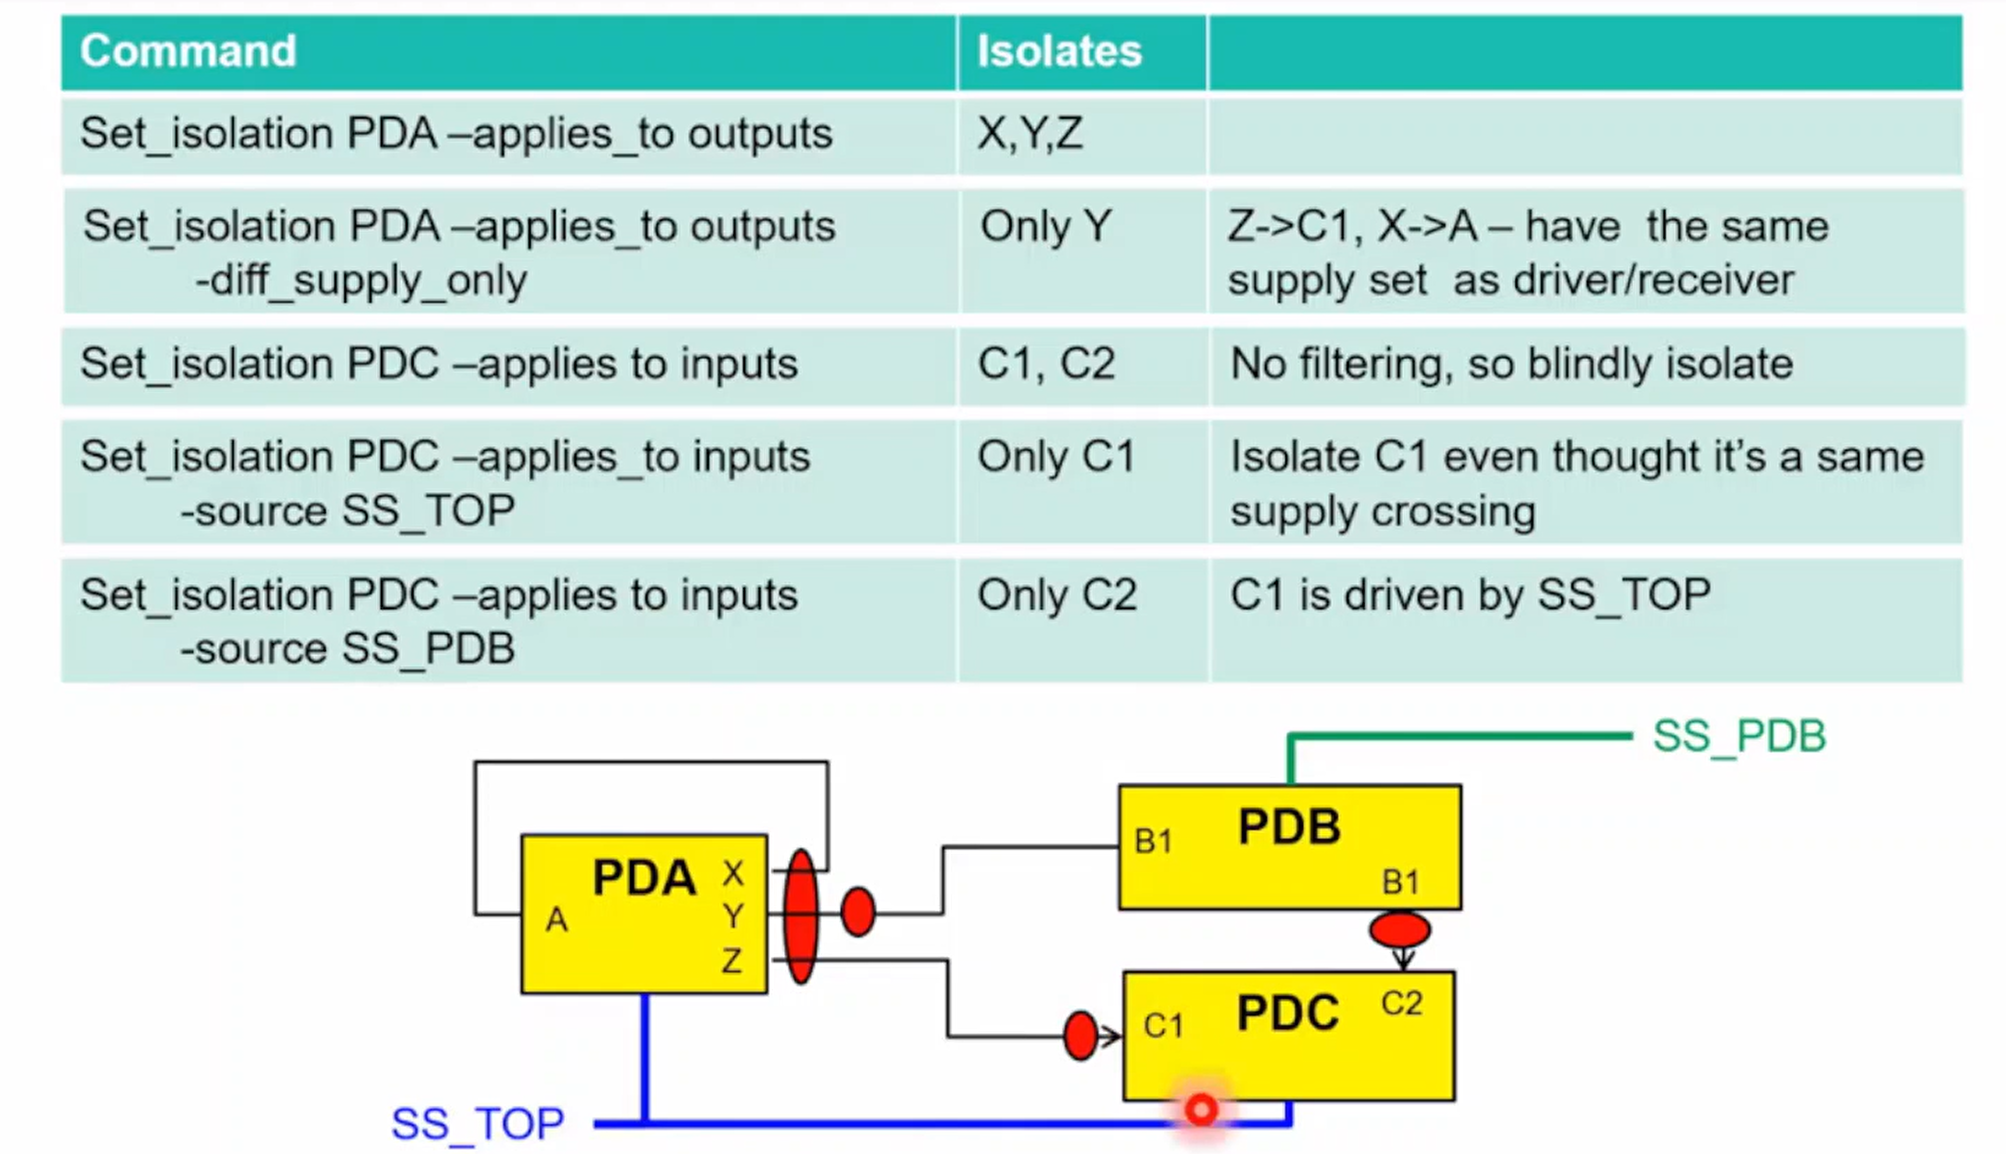 Command Isolates
Set_isolation PDA –applies_to outputs X,Y,Z
Set_isolation PDA –applies_to outputs Only Y Z->C1, X->A – have the same
-diff_supply_only supply set as driver/receiver
Set_isolation PDC –applies to inputs C1, C2 No filtering, so blindly isolate
Set_isolation PDC –applies_to inputs Only C1 Isolate C1 even thought it's a same
-source SS_TOP supply crossing
Set_isolation PDC –applies to inputs Only C2 C1 is driven by SS_TOP
-source SS_PDB
SS_PDB
PDB
B1
B1
PDA X
A Y
Z
PDC C2
C1
SS_TOP